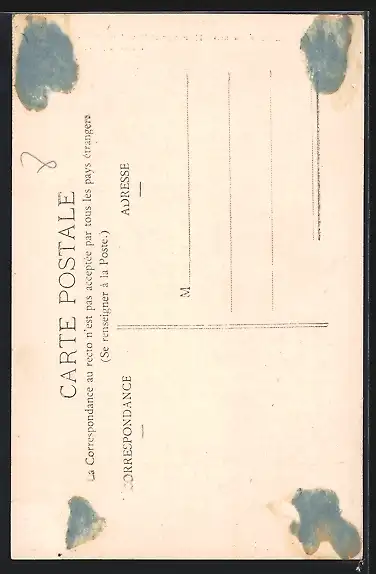 CARTE POSTALE
La Correspondance au recto n'est pas acceptée par tous les pays étrangers
(Se renseigner à la Poste.)
CORRESPONDANCE
ADRESSE
M
8